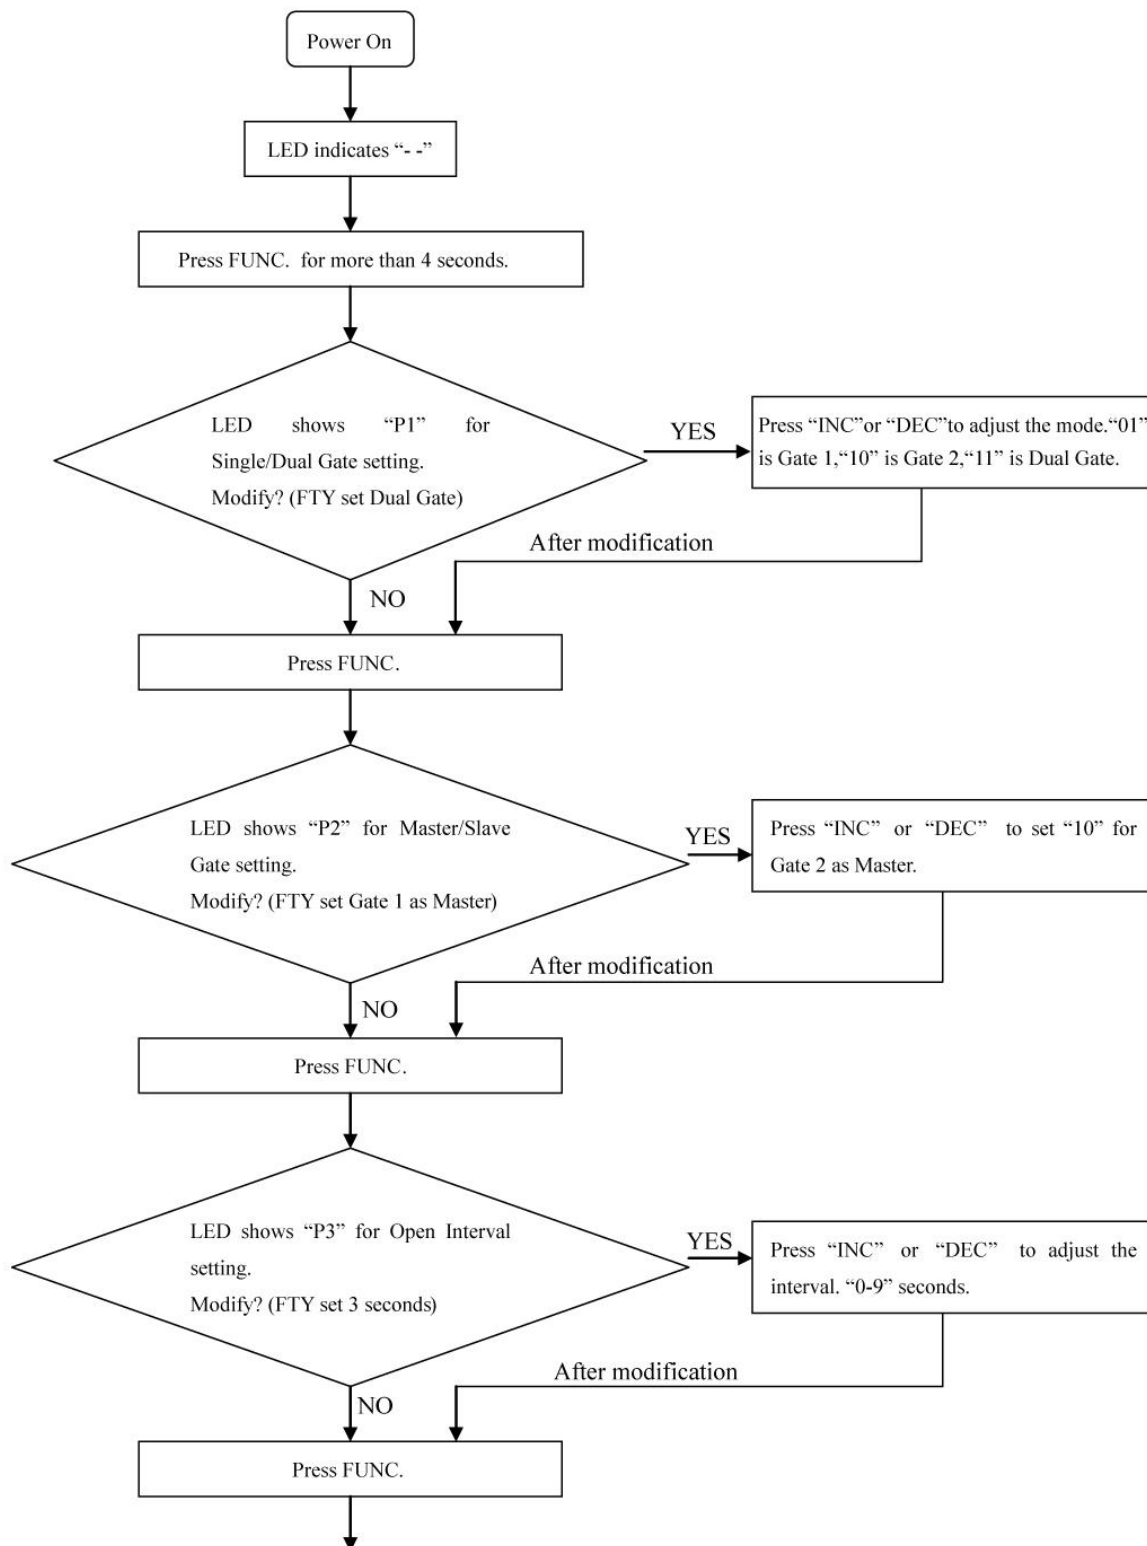 Power On
LED indicates “- -”
Press FUNC. for more than 4 seconds.
LED shows “P1” for
Single/Dual Gate setting.
Modify? (FTY set Dual Gate)
YES
Press “INC”or “DEC”to adjust the mode.“01”
is Gate 1,“10” is Gate 2,“11” is Dual Gate.
After modification
NO
Press FUNC.
LED shows “P2” for Master/Slave
Gate setting.
Modify? (FTY set Gate 1 as Master)
YES
Press “INC” or “DEC” to set “10” for
Gate 2 as Master.
After modification
NO
Press FUNC.
LED shows “P3” for Open Interval
setting.
Modify? (FTY set 3 seconds)
YES
Press “INC” or “DEC” to adjust the
interval. “0-9” seconds.
After modification
NO
Press FUNC.